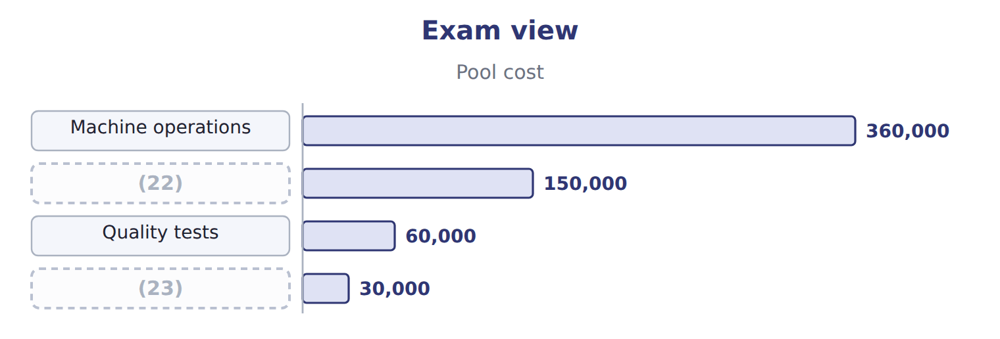 Exam view
Pool cost
Machine operations
360,000
(22)
150,000
Quality tests
60,000
(23)
30,000